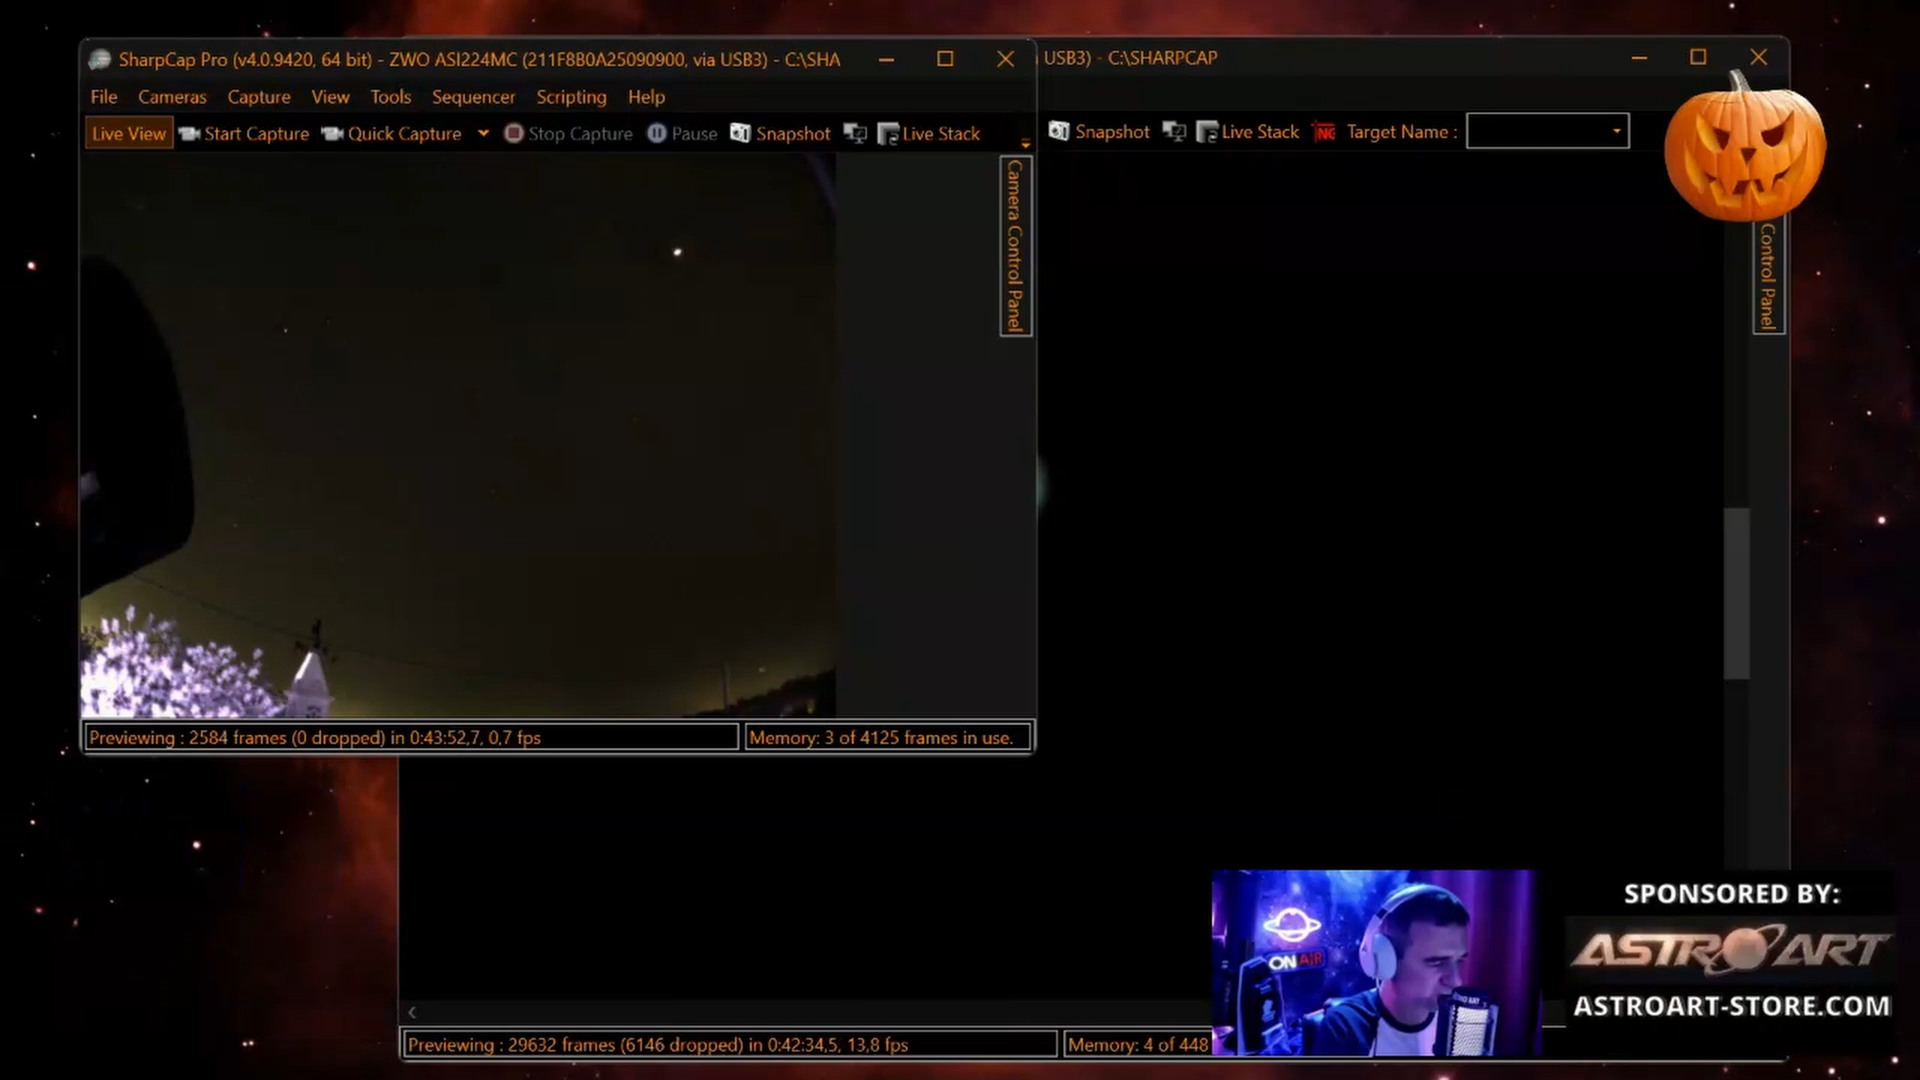 SharpCap Pro (v4.0.9420, 64 bit) - ZWO ASI224MC (211F8B0A25090900, via USB3) - C:\SHA
USB3) - C:\SHARPCAP
File Cameras Capture View Tools Sequencer Scripting Help
Live View Start Capture Quick Capture Stop Capture Pause Snapshot Live Stack
Snapshot Live Stack Target Name :
Camera Control Panel
Control Panel
Previewing : 2584 frames (0 dropped) in 0:43:52,7, 0,7 fps
Memory: 3 of 4125 frames in use.
ON AIR
SPONSORED BY:
ASTROART
ASTROART-STORE.COM
Previewing : 29632 frames (6146 dropped) in 0:42:34,5, 13,8 fps
Memory: 4 of 448